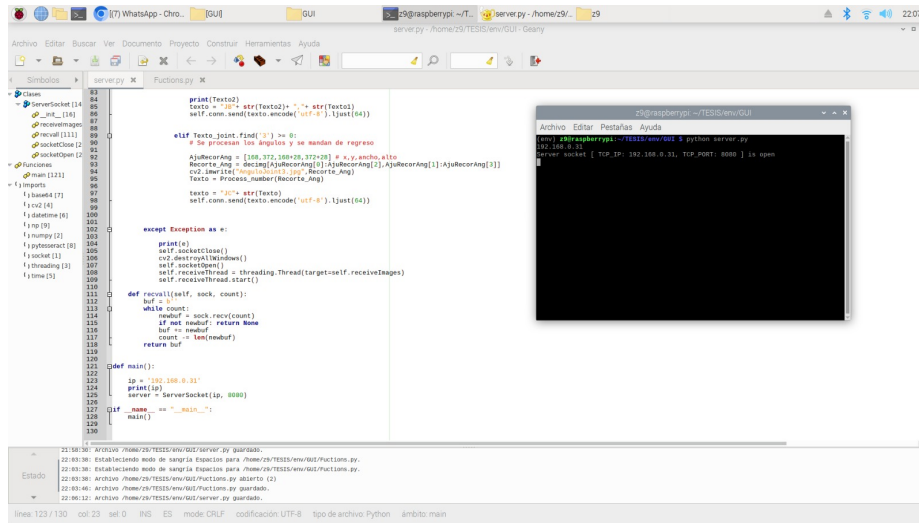 (7) WhatsApp - Chro...
[GUI]
GUI
z9@raspberrypi: ~/T...
server.py - /home/z9/...
z9
22:07
server.py - /home/z9/TESIS/env/GUI - Geany
Archivo Editar Buscar Ver Documento Proyecto Construir Herramientas Ayuda
Símbolos
server.py
Fuctions.py
Clases
ServerSocket [14
__init__ [16]
receiveImages
recvall [111]
socketClose [2
socketOpen [2
Funciones
main [121]
Imports
base64 [7]
cv2 [4]
datetime [6]
np [9]
numpy [2]
pytesseract [8]
socket [1]
threading [3]
time [5]
83
84 print(Texto2)
85 texto = "JB"+ str(Texto2)+ ","+ str(Texto1)
86 self.conn.send(texto.encode('utf-8').ljust(64))
87
88
89 elif Texto_joint.find('3') >= 0:
90 # Se procesan los ángulos y se mandan de regreso
91
92 AjuRecorAng = [168,372,168+28,372+28] # x,y,ancho,alto
93 Recorte_Ang = decimg[AjuRecorAng[0]:AjuRecorAng[2],AjuRecorAng[1]:AjuRecorAng[3]]
94 cv2.imwrite("AnguloJoint3.jpg",Recorte_Ang)
95 Texto = Process_number(Recorte_Ang)
96
97 texto = "JC"+ str(Texto)
98 self.conn.send(texto.encode('utf-8').ljust(64))
99
100
101
102 except Exception as e:
103
104 print(e)
105 self.socketClose()
106 cv2.destroyAllWindows()
107 self.socketOpen()
108 self.receiveThread = threading.Thread(target=self.receiveImages)
109 self.receiveThread.start()
110
111 def recvall(self, sock, count):
112 buf = b''
113 while count:
114 newbuf = sock.recv(count)
115 if not newbuf: return None
116 buf += newbuf
117 count -= len(newbuf)
118 return buf
119
120
121 def main():
122
123 ip = '192.168.0.31'
124 print(ip)
125 server = ServerSocket(ip, 8080)
126
127 if __name__ == "__main__":
128 main()
129
130
z9@raspberrypi: ~/TESIS/env/GUI
Archivo Editar Pestañas Ayuda
(env) z9@raspberrypi:~/TESIS/env/GUI $ python server.py
192.168.0.31
Server socket [ TCP_IP: 192.168.0.31, TCP_PORT: 8080 ] is open
Estado
21:58:30: Archivo /home/z9/TESIS/env/GUI/server.py guardado.
22:03:38: Estableciendo modo de sangría Espacios para /home/z9/TESIS/env/GUI/Fuctions.py.
22:03:38: Estableciendo modo de sangría Espacios para /home/z9/TESIS/env/GUI/Fuctions.py.
22:03:38: Archivo /home/z9/TESIS/env/GUI/Fuctions.py abierto (2)
22:03:46: Archivo /home/z9/TESIS/env/GUI/Fuctions.py guardado.
22:06:12: Archivo /home/z9/TESIS/env/GUI/server.py guardado.
línea: 123 / 130 col: 23 sel: 0 INS ES mode: CRLF codificación: UTF-8 tipo de archivo: Python ámbito: main